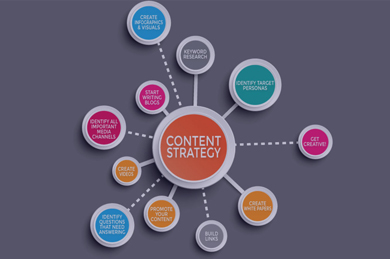 CREATE
INFOGRAPHICS
& VISUALS
KEYWORD
RESEARCH
IDENTIFY TARGET
PERSONAS
START
WRITING
BLOGS
IDENTIFY ALL
IMPORTANT
MEDIA
CHANNELS
CONTENT
STRATEGY
GET
CREATIVE!
CREATE
VIDEOS
CREATE
WHITE PAPERS
PROMOTE
YOUR
CONTENT
IDENTIFY
QUESTIONS
THAT NEED
ANSWERING
BUILD
LINKS